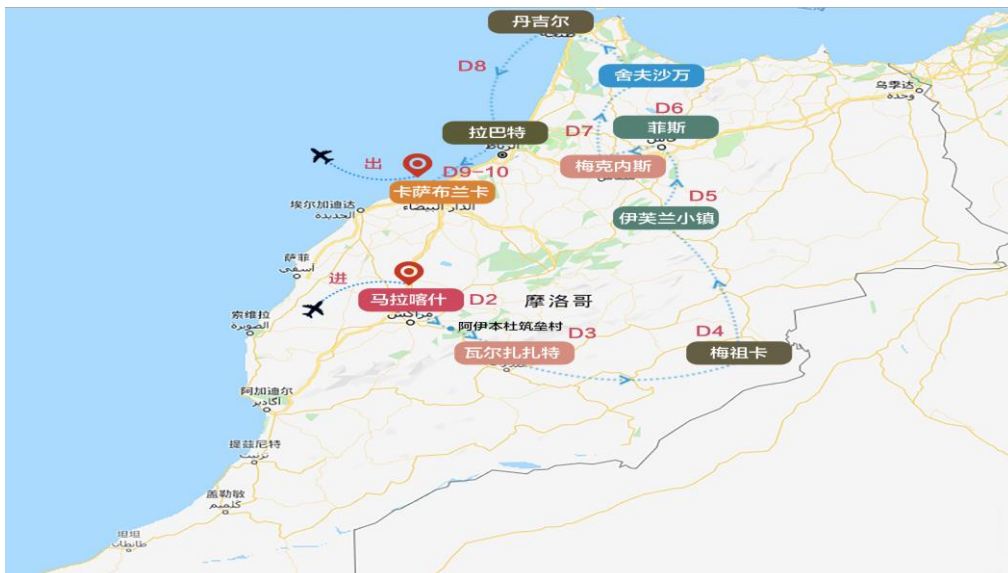 丹吉尔
D8
舍夫沙万
乌季达
وجدة
D6
拉巴特
الرباط
D7
菲斯
فاس
出
D9-10
梅克内斯
卡萨布兰卡
الدار البيضاء
埃尔加迪达
الجديدة
D5
伊芙兰小镇
萨菲
آسفي
进
马拉喀什
D2
مراكش
摩洛哥
索维拉
الصويرة
阿伊本杜筑垒村
D3
D4
瓦尔扎扎特
梅祖卡
阿加迪尔
أكادير
提兹尼特
تزنيت
盖勒敏
كلميم
坦坦
طانطان